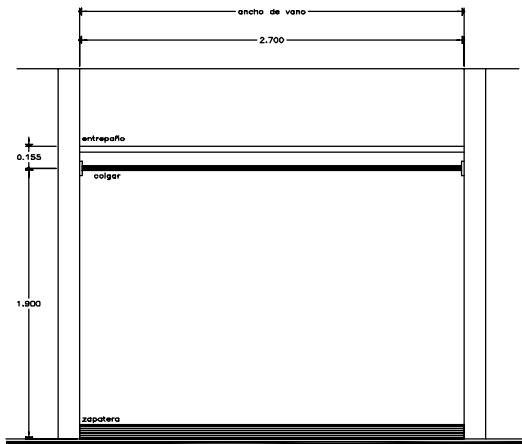 ancho de vano
2.700
entrepaño
0.155
colgar
1.900
zapatera